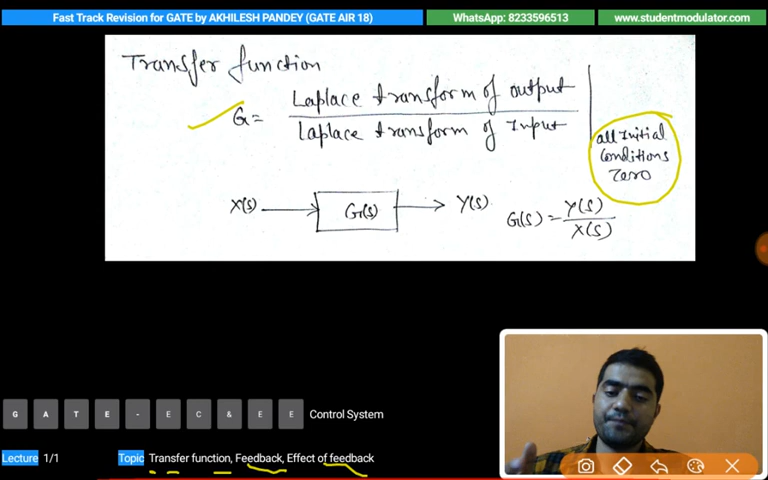 Fast Track Revision for GATE by AKHILESH PANDEY (GATE AIR 18)
WhatsApp: 8233596513
www.studentmodulator.com
Transfer function
G = Laplace transform of output
Laplace transform of Input
all Initial
Conditions
Zero
X(s)
G(s)
Y(s)
G(s) = Y(s)
X(s)
G A T E - E C & E E Control System
Lecture 1/1 Topic Transfer function, Feedback, Effect of feedback